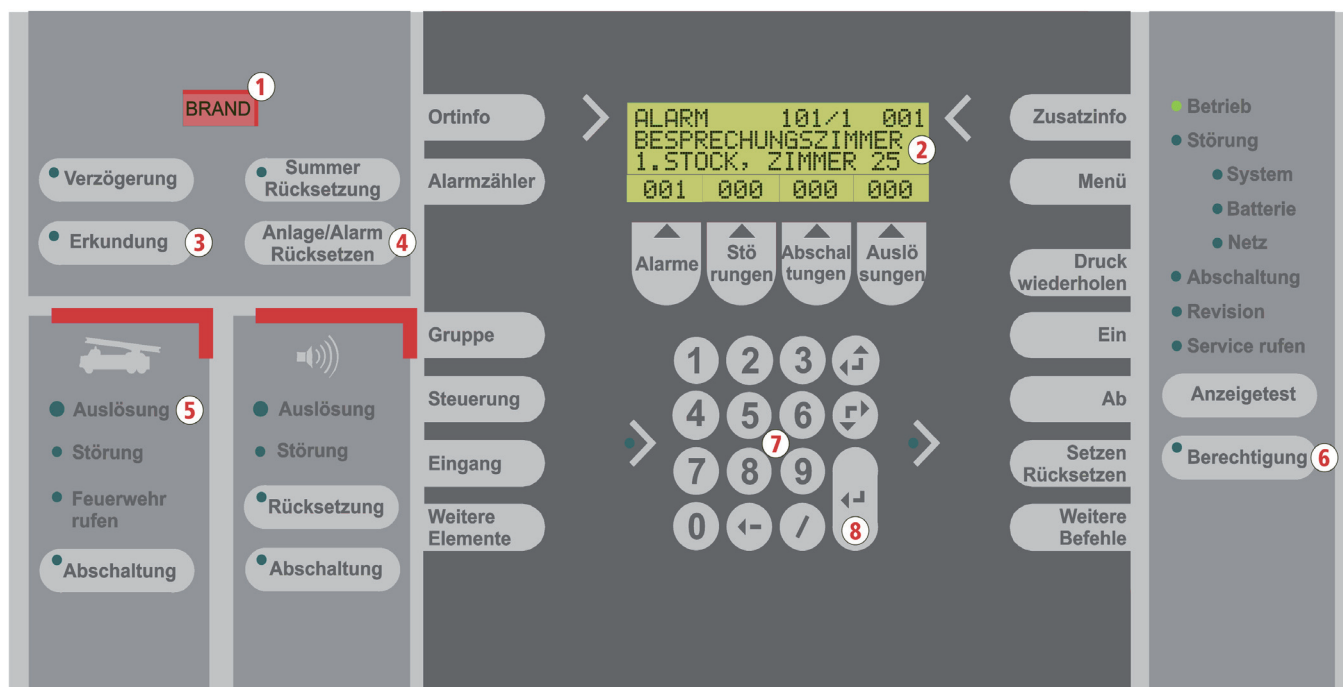 1
BRAND
Verzögerung
Summer
Rücksetzung
Erkundung
3
Anlage/Alarm
Rücksetzen
4
Auslösung
5
Störung
Feuerwehr
rufen
Abschaltung
Auslösung
Störung
Rücksetzung
Abschaltung
Ortinfo
Alarmzähler
Gruppe
Steuerung
Eingang
Weitere
Elemente
ALARM 101/1 001
BESPRECHUNGSZIMMER
1.STOCK, ZIMMER 25
2
001 000 000 000
Alarme
Stö
rungen
Abschal
tungen
Auslö
sungen
1 2 3
4 5 6
7
7 8 9
0 ← /
8
Zusatzinfo
Menü
Druck
wiederholen
Ein
Ab
Setzen
Rücksetzen
Weitere
Befehle
Betrieb
Störung
System
Batterie
Netz
Abschaltung
Revision
Service rufen
Anzeigetest
Berechtigung
6